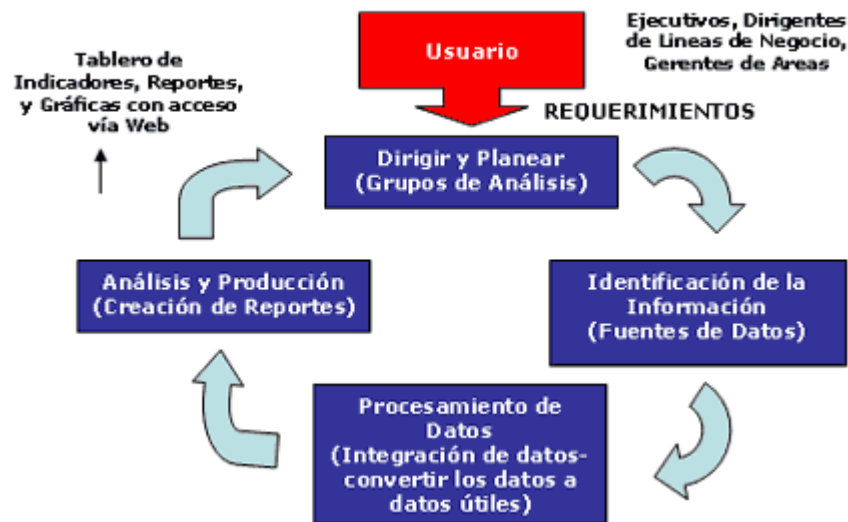 Tablero de
Indicadores, Reportes,
y Gráficas con acceso
vía Web
Usuario
Ejecutivos, Dirigentes
de Lineas de Negocio,
Gerentes de Areas
REQUERIMIENTOS
Dirigir y Planear
(Grupos de Análisis)
Análisis y Producción
(Creación de Reportes)
Identificación de la
Información
(Fuentes de Datos)
Procesamiento de
Datos
(Integración de datos-
convertir los datos a
datos útiles)